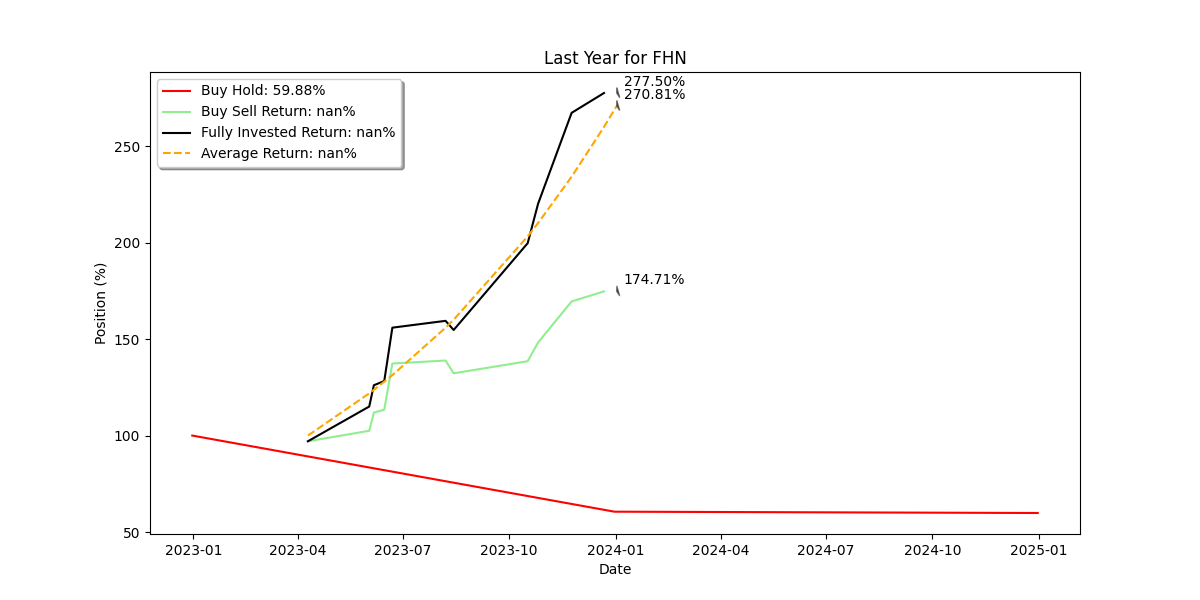 Last Year for FHN
Buy Hold: 59.88%
Buy Sell Return: nan%
Fully Invested Return: nan%
Average Return: nan%
277.50%
270.81%
174.71%
Position (%)
250
200
150
100
50
2023-01 2023-04 2023-07 2023-10 2024-01 2024-04 2024-07 2024-10 2025-01
Date